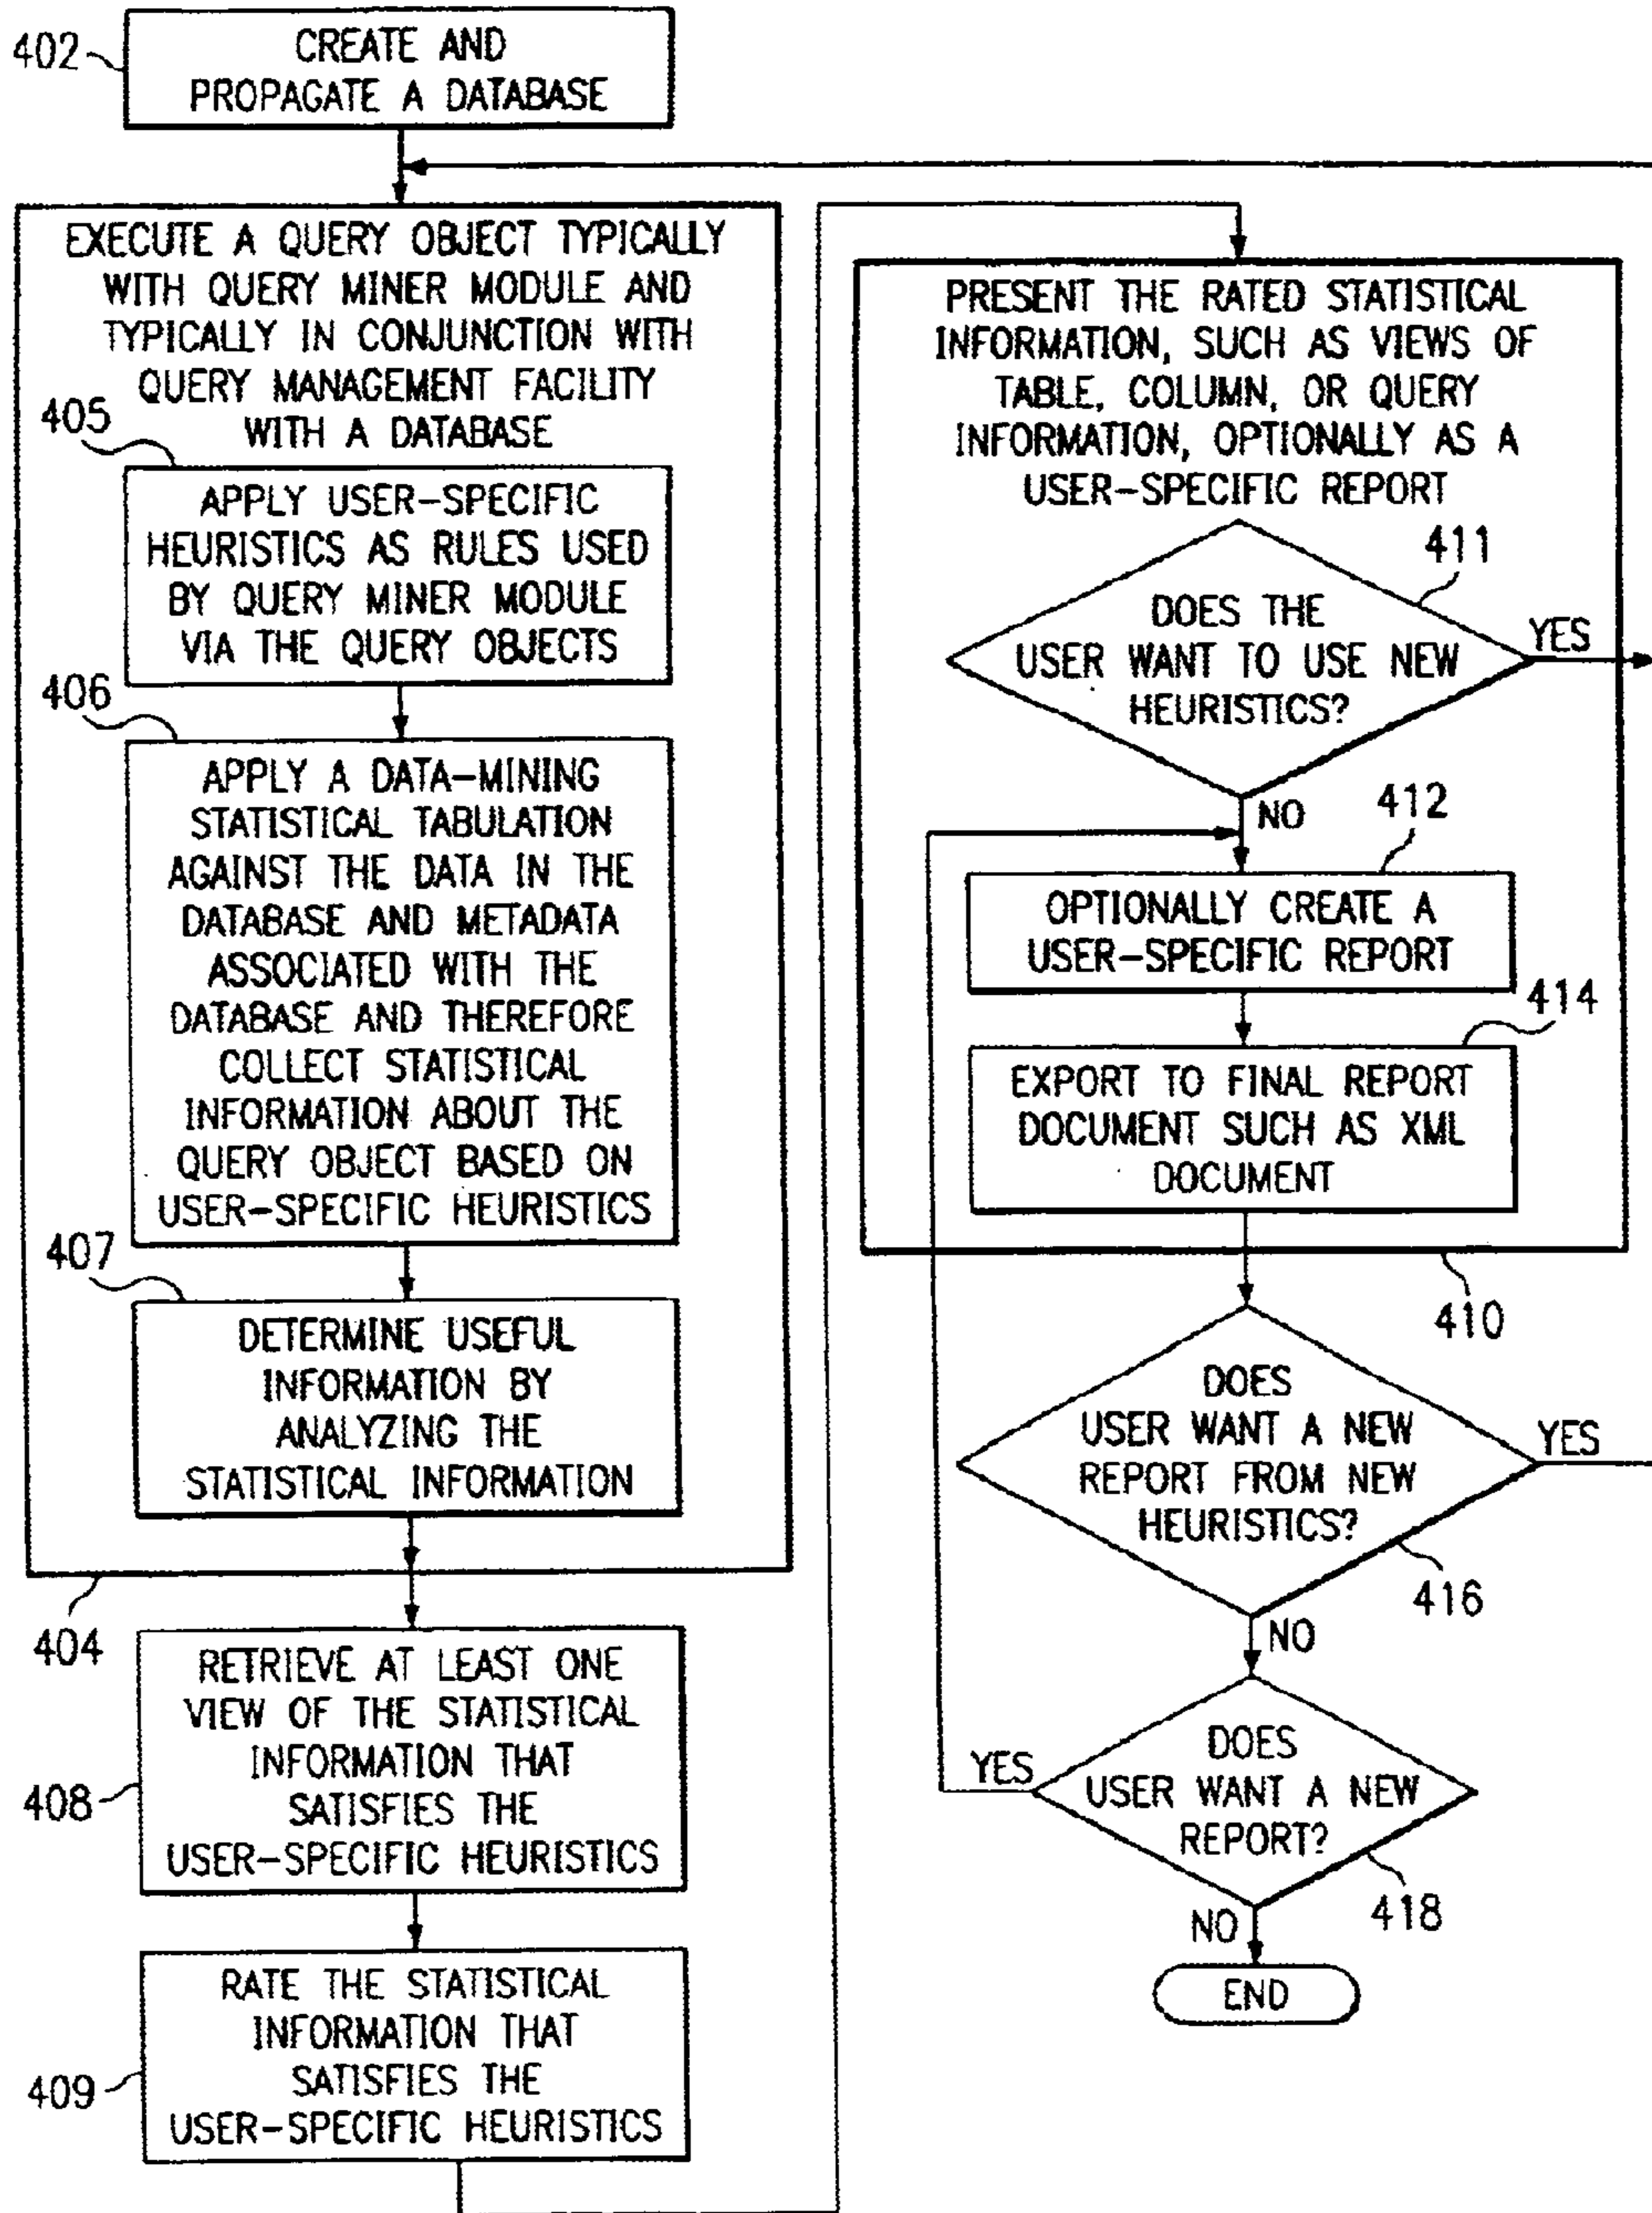 402
CREATE AND
PROPAGATE A DATABASE
EXECUTE A QUERY OBJECT TYPICALLY
WITH QUERY MINER MODULE AND
TYPICALLY IN CONJUNCTION WITH
QUERY MANAGEMENT FACILITY
WITH A DATABASE
405
APPLY USER-SPECIFIC
HEURISTICS AS RULES USED
BY QUERY MINER MODULE
VIA THE QUERY OBJECTS
406
APPLY A DATA-MINING
STATISTICAL TABULATION
AGAINST THE DATA IN THE
DATABASE AND METADATA
ASSOCIATED WITH THE
DATABASE AND THEREFORE
COLLECT STATISTICAL
INFORMATION ABOUT THE
QUERY OBJECT BASED ON
USER-SPECIFIC HEURISTICS
407
DETERMINE USEFUL
INFORMATION BY
ANALYZING THE
STATISTICAL INFORMATION
404
RETRIEVE AT LEAST ONE
VIEW OF THE STATISTICAL
INFORMATION THAT
SATISFIES THE
USER-SPECIFIC HEURISTICS
408
RATE THE STATISTICAL
INFORMATION THAT
SATISFIES THE
USER-SPECIFIC HEURISTICS
409
PRESENT THE RATED STATISTICAL
INFORMATION, SUCH AS VIEWS OF
TABLE, COLUMN, OR QUERY
INFORMATION, OPTIONALLY AS A
USER-SPECIFIC REPORT
411
DOES THE
USER WANT TO USE NEW
HEURISTICS?
YES
NO
412
OPTIONALLY CREATE A
USER-SPECIFIC REPORT
414
EXPORT TO FINAL REPORT
DOCUMENT SUCH AS XML
DOCUMENT
410
DOES
USER WANT A NEW
REPORT FROM NEW
HEURISTICS?
YES
416
NO
DOES
USER WANT A NEW
REPORT?
YES
418
NO
END